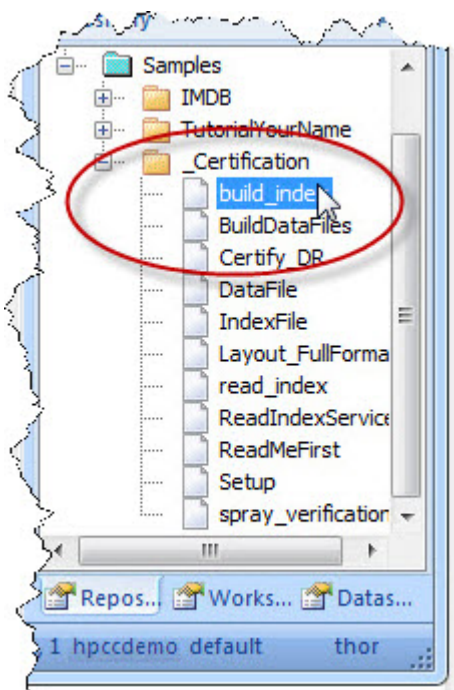 Samples
IMDB
TutorialYourName
_Certification
build_index
BuildDataFiles
Certify_DR
DataFile
IndexFile
Layout_FullForma
read_index
ReadIndexService
ReadMeFirst
Setup
spray_verification
Repos... Works... Datas...
1 hpccdemo default thor